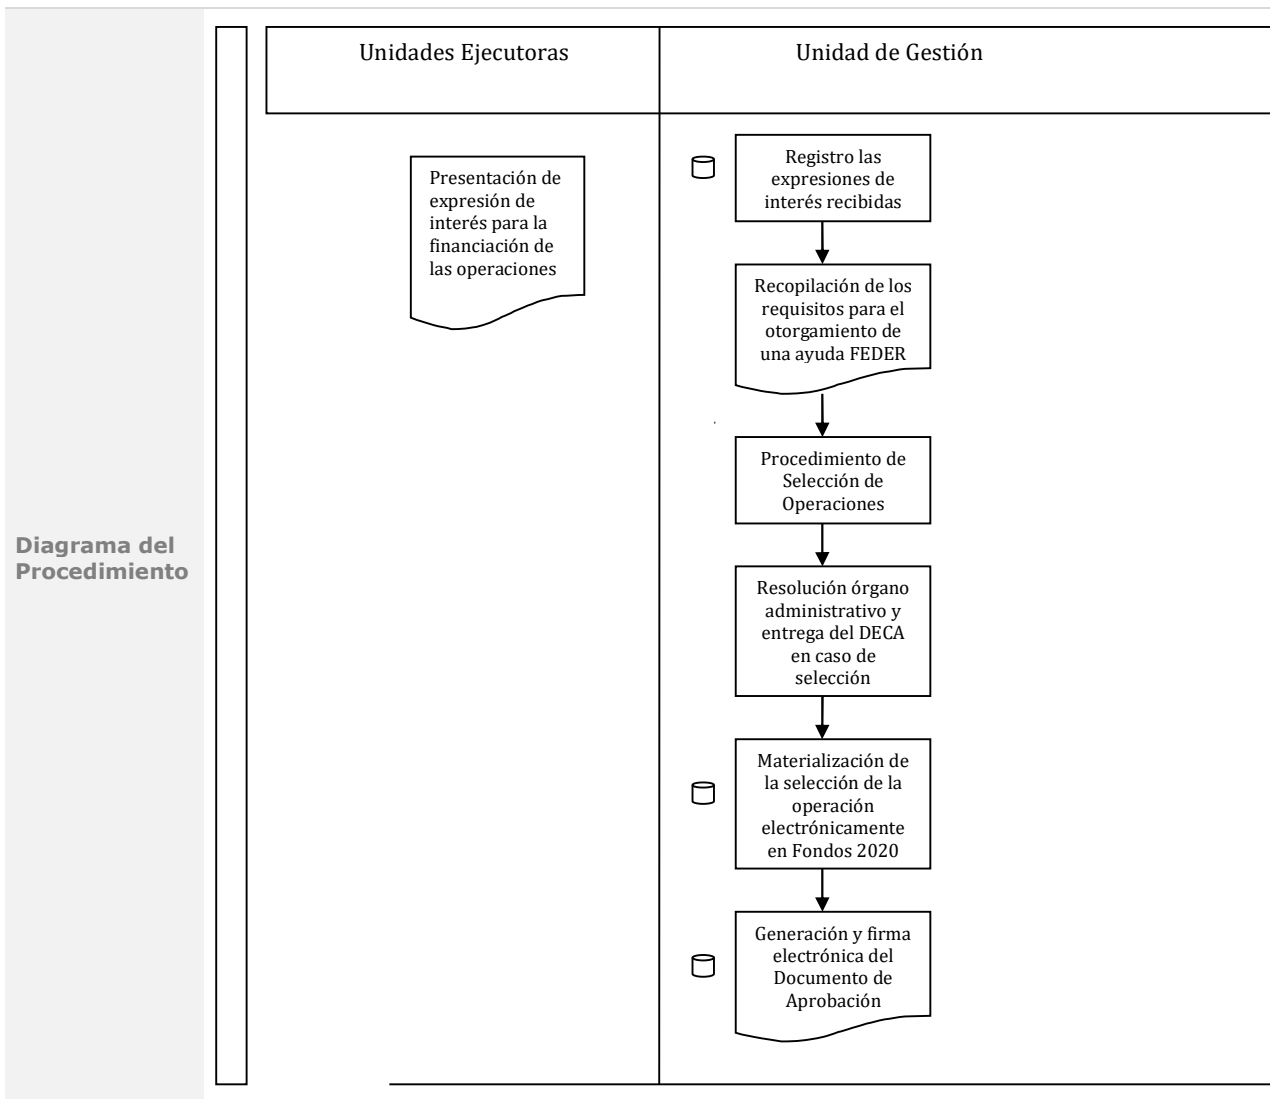 Diagrama del
Procedimiento
Unidades Ejecutoras
Unidad de Gestión
Presentación de
expresión de
interés para la
financiación de
las operaciones
Registro las
expresiones de
interés recibidas
Recopilación de los
requisitos para el
otorgamiento de
una ayuda FEDER
Procedimiento de
Selección de
Operaciones
Resolución órgano
administrativo y
entrega del DECA
en caso de
selección
Materialización de
la selección de la
operación
electrónicamente
en Fondos 2020
Generación y firma
electrónica del
Documento de
Aprobación